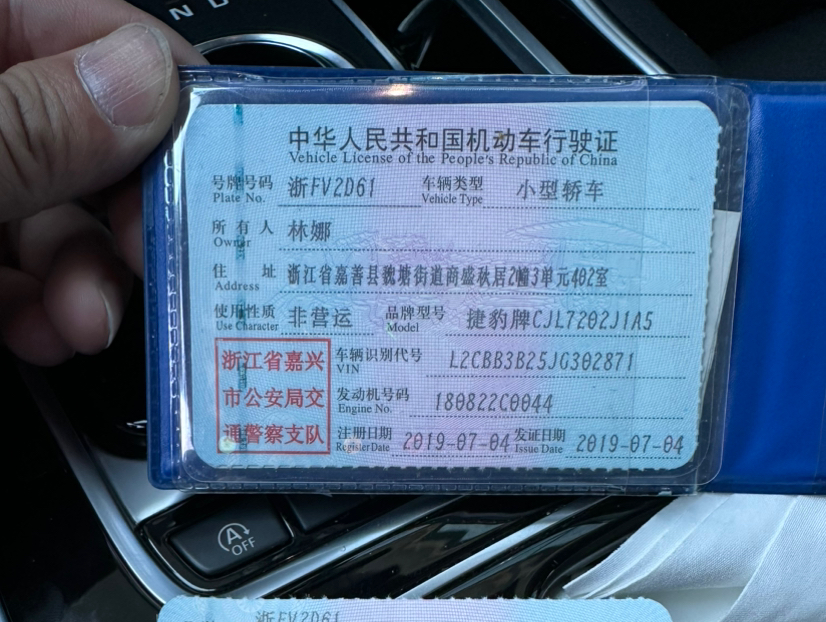 N D
中华人民共和国机动车行驶证
Vehicle License of the People's Republic of China
号牌号码 浙FV2D61 车辆类型 小型轿车
Plate No. Vehicle Type
所有人 林娜
Owner
住址 浙江省嘉善县魏塘街道商盛秋居2幢3单元402室
Address
使用性质 非营运 品牌型号 捷豹牌CJL7202J1A5
Use Character Model
浙江省嘉兴
市公安局交
通警察支队
车辆识别代号 L2CBB3B25JG302871
VIN
发动机号码 180822C0044
Engine No.
注册日期 2019-07-04 发证日期 2019-07-04
Register Date Issue Date
A OFF
浙FV2D61